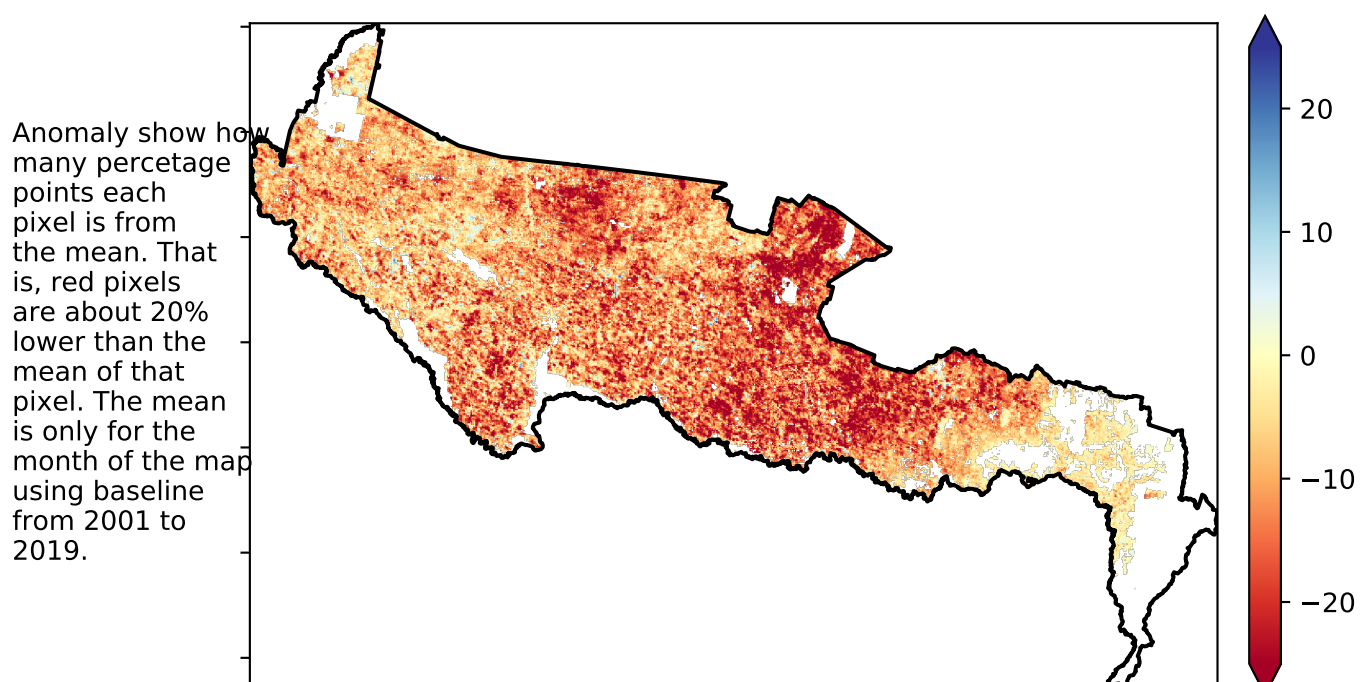 Anomaly show how
many percetage
points each
pixel is from
the mean. That
is, red pixels
are about 20%
lower than the
mean of that
pixel. The mean
is only for the
month of the map
using baseline
from 2001 to
2019.
20
10
0
−10
−20